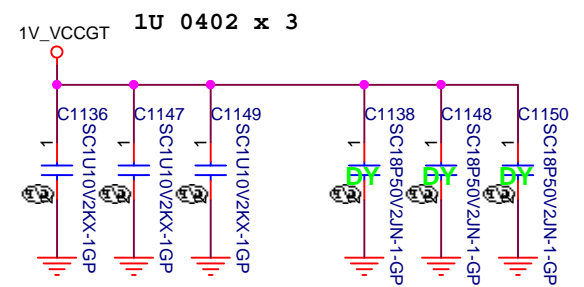 1U 0402 x 3
1V_VCCGT
C1136
C1147
C1149
C1138
C1148
C1150
1
SC1U10V2KX-1GP
1
SC1U10V2KX-1GP
1
SC1U10V2KX-1GP
1
DY
SC18P50V2JN-1-GP
1
DY
SC18P50V2JN-1-GP
1
DY
SC18P50V2JN-1-GP